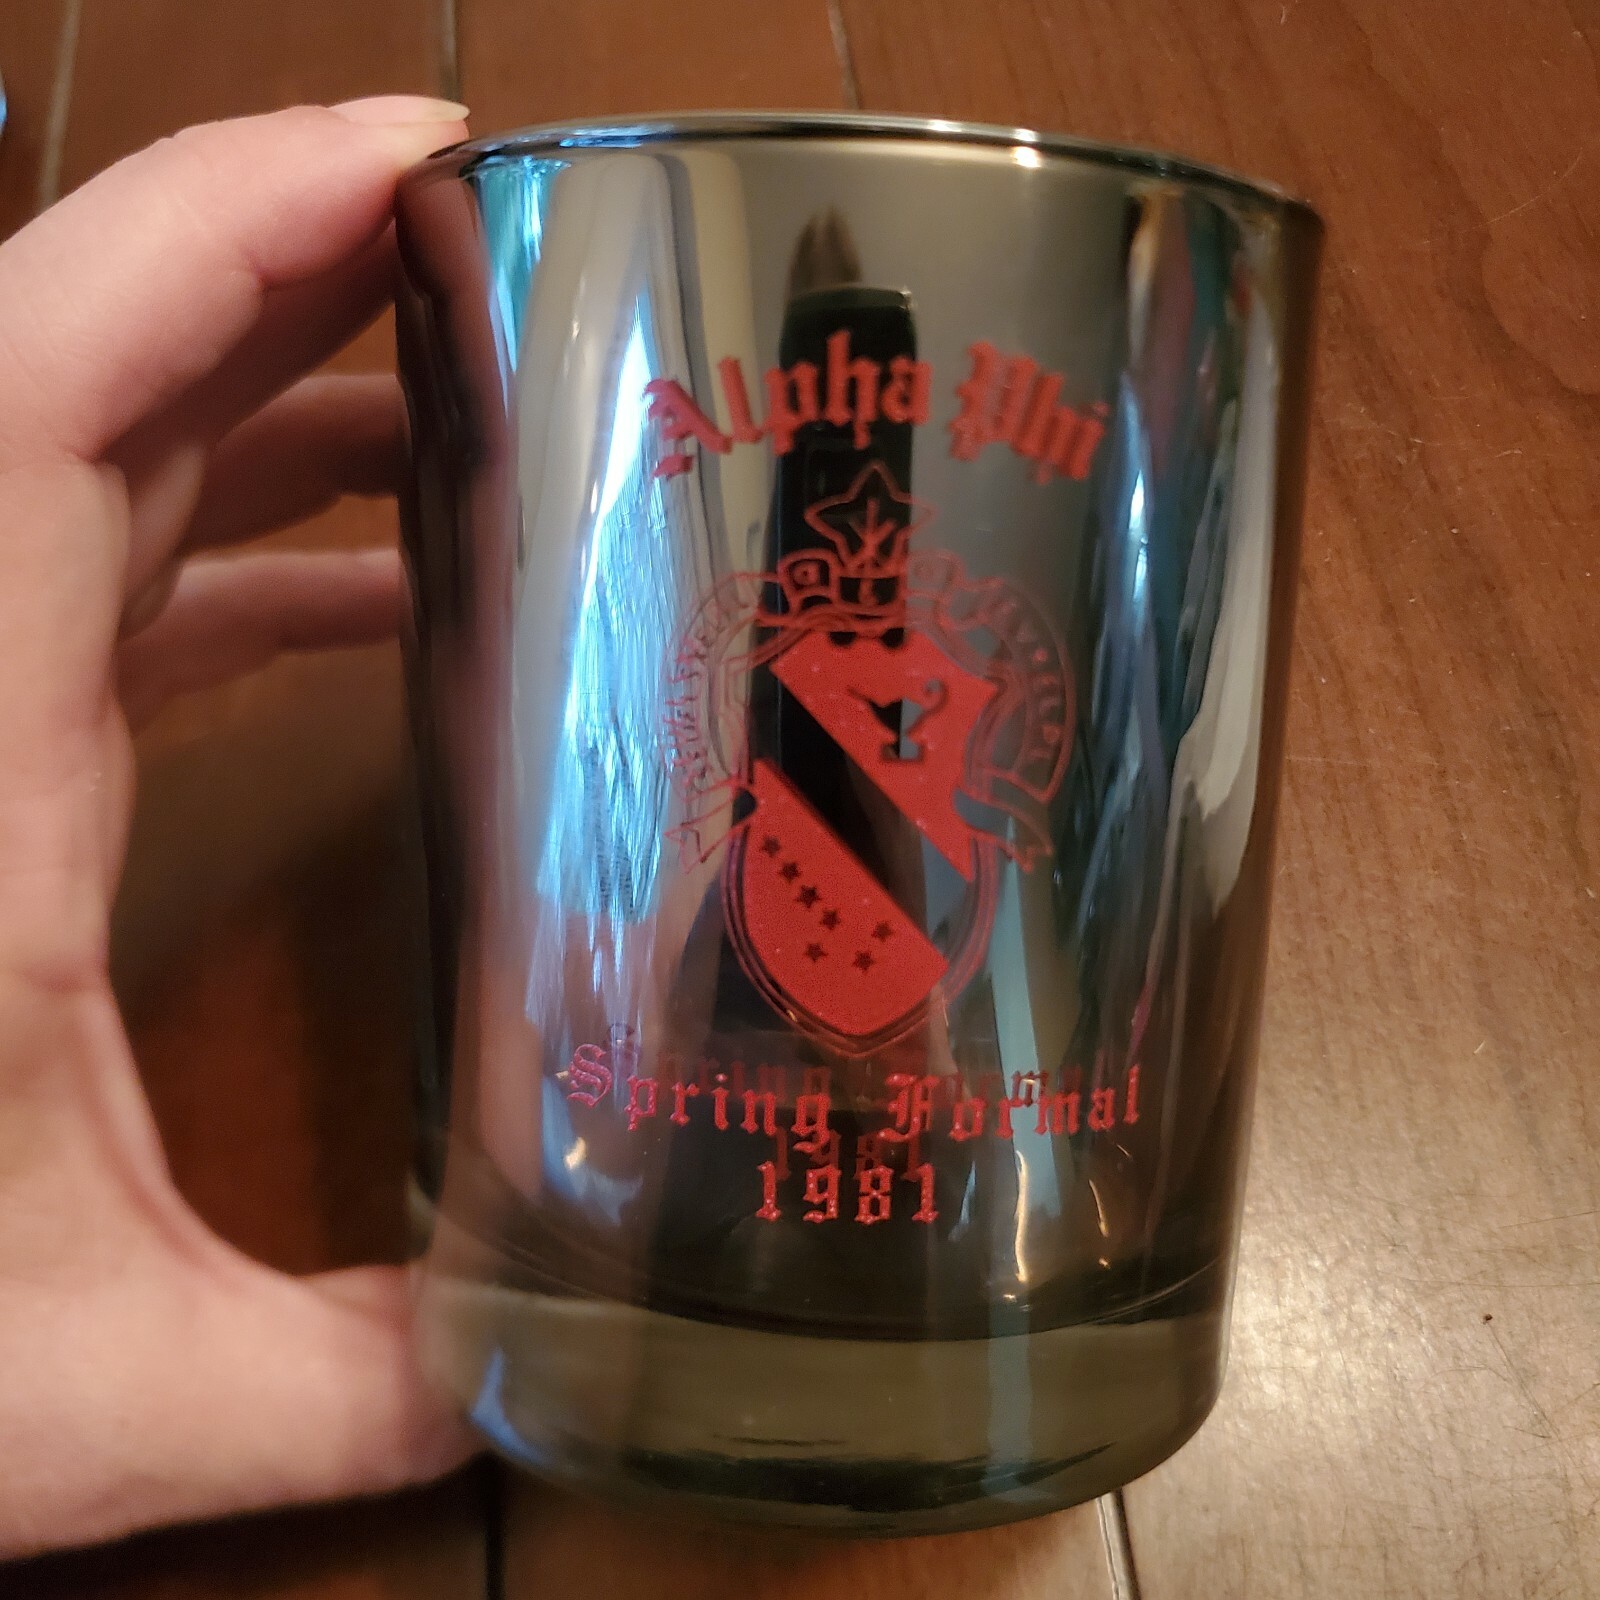 Alpha Phi
Spring Formal
1981